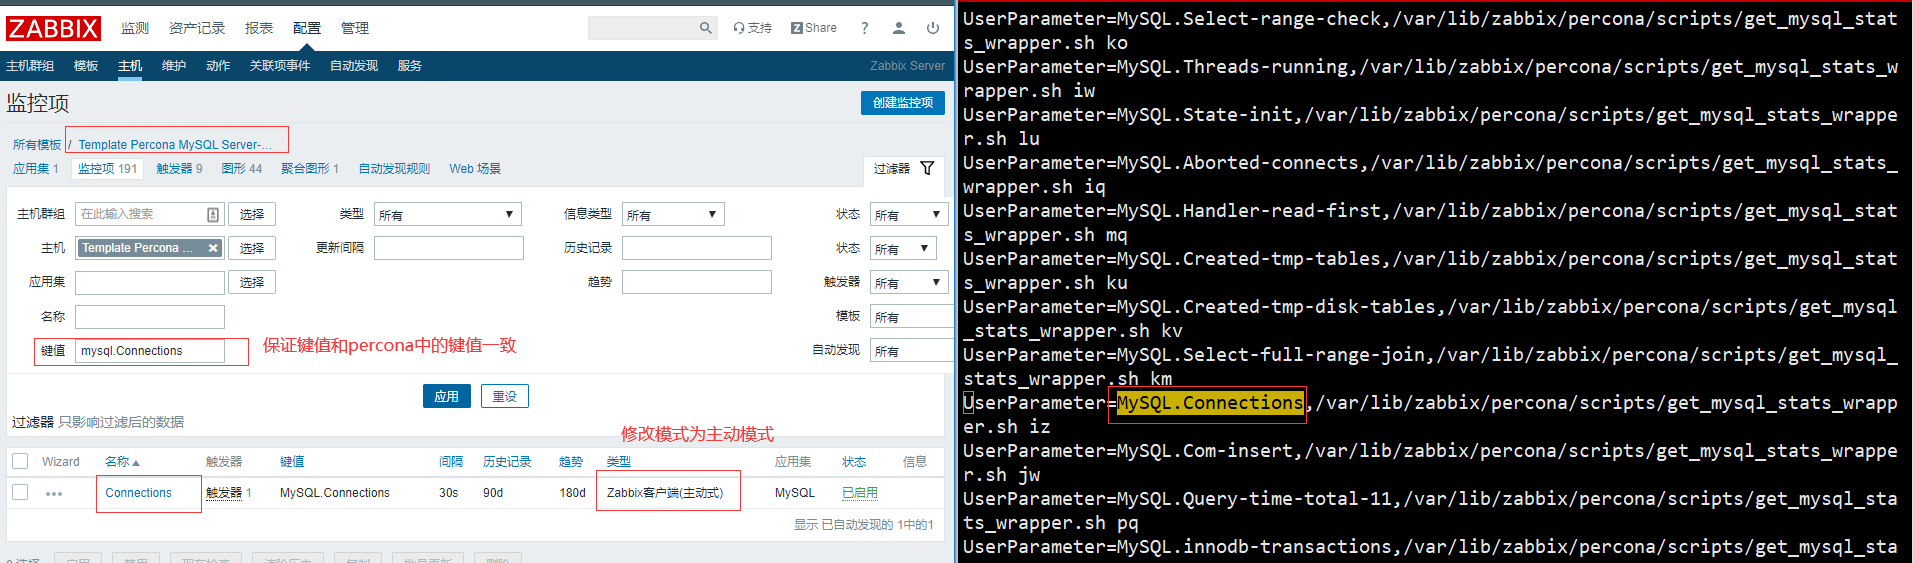 ZABBIX 监测 资产记录 报表 配置 管理 支持 Z Share ?
主机群组 模板 主机 维护 动作 关联项事件 自动发现 服务 Zabbix Server
监控项 创建监控项
所有模板 / Template Percona MySQL Server-...
应用集 1 监控项 191 触发器 9 图形 44 聚合图形 1 自动发现规则 Web 场景 过滤器
主机群组 在此输入搜索 选择 类型 所有 信息类型 所有 状态 所有
主机 Template Percona ... 选择 更新间隔 历史记录 状态 所有
应用集 选择 趋势 触发器 所有
名称 模板 所有
键值 mysql.Connections 保证键值和percona中的键值一致 自动发现 所有
应用 重设
过滤器 只影响过滤后的数据
修改模式为主动模式
Wizard 名称 触发器 键值 间隔 历史记录 趋势 类型 应用集 状态 信息
Connections 触发器 1 MySQL.Connections 30s 90d 180d Zabbix客户端(主动式) MySQL 已启用
显示 已自动发现的 1中的1
UserParameter=MySQL.Select-range-check,/var/lib/zabbix/percona/scripts/get_mysql_stat
s_wrapper.sh ko
UserParameter=MySQL.Threads-running,/var/lib/zabbix/percona/scripts/get_mysql_stats_w
rapper.sh iw
UserParameter=MySQL.State-init,/var/lib/zabbix/percona/scripts/get_mysql_stats_wrappe
r.sh lu
UserParameter=MySQL.Aborted-connects,/var/lib/zabbix/percona/scripts/get_mysql_stats_
wrapper.sh iq
UserParameter=MySQL.Handler-read-first,/var/lib/zabbix/percona/scripts/get_mysql_stat
s_wrapper.sh mq
UserParameter=MySQL.Created-tmp-tables,/var/lib/zabbix/percona/scripts/get_mysql_stat
s_wrapper.sh ku
UserParameter=MySQL.Created-tmp-disk-tables,/var/lib/zabbix/percona/scripts/get_mysql
_stats_wrapper.sh kv
UserParameter=MySQL.Select-full-range-join,/var/lib/zabbix/percona/scripts/get_mysql_
stats_wrapper.sh km
UserParameter=MySQL.Connections,/var/lib/zabbix/percona/scripts/get_mysql_stats_wrapp
er.sh iz
UserParameter=MySQL.Com-insert,/var/lib/zabbix/percona/scripts/get_mysql_stats_wrappe
r.sh jw
UserParameter=MySQL.Query-time-total-11,/var/lib/zabbix/percona/scripts/get_mysql_sta
ts_wrapper.sh pq
UserParameter=MySQL.innodb-transactions,/var/lib/zabbix/percona/scripts/get_mysql_sta